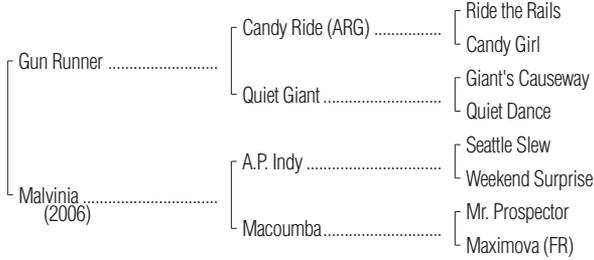 Ride the Rails
Candy Ride (ARG) ................
Candy Girl
Gun Runner ..........................
Giant's Causeway
Quiet Giant ............................
Quiet Dance
Seattle Slew
A.P. Indy ................................
Weekend Surprise
Malvinia ................................
(2006)
Mr. Prospector
Macoumba............................
Maximova (FR)